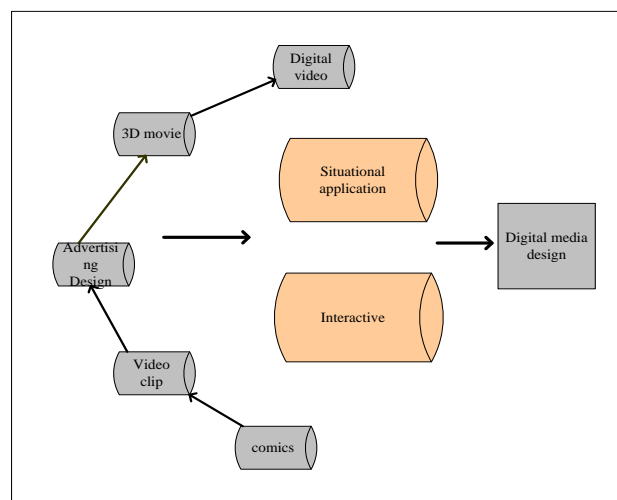 Digital
video
3D movie
Situational
application
Advertisi
ng
Design
Digital media
design
Interactive
Video
clip
comics